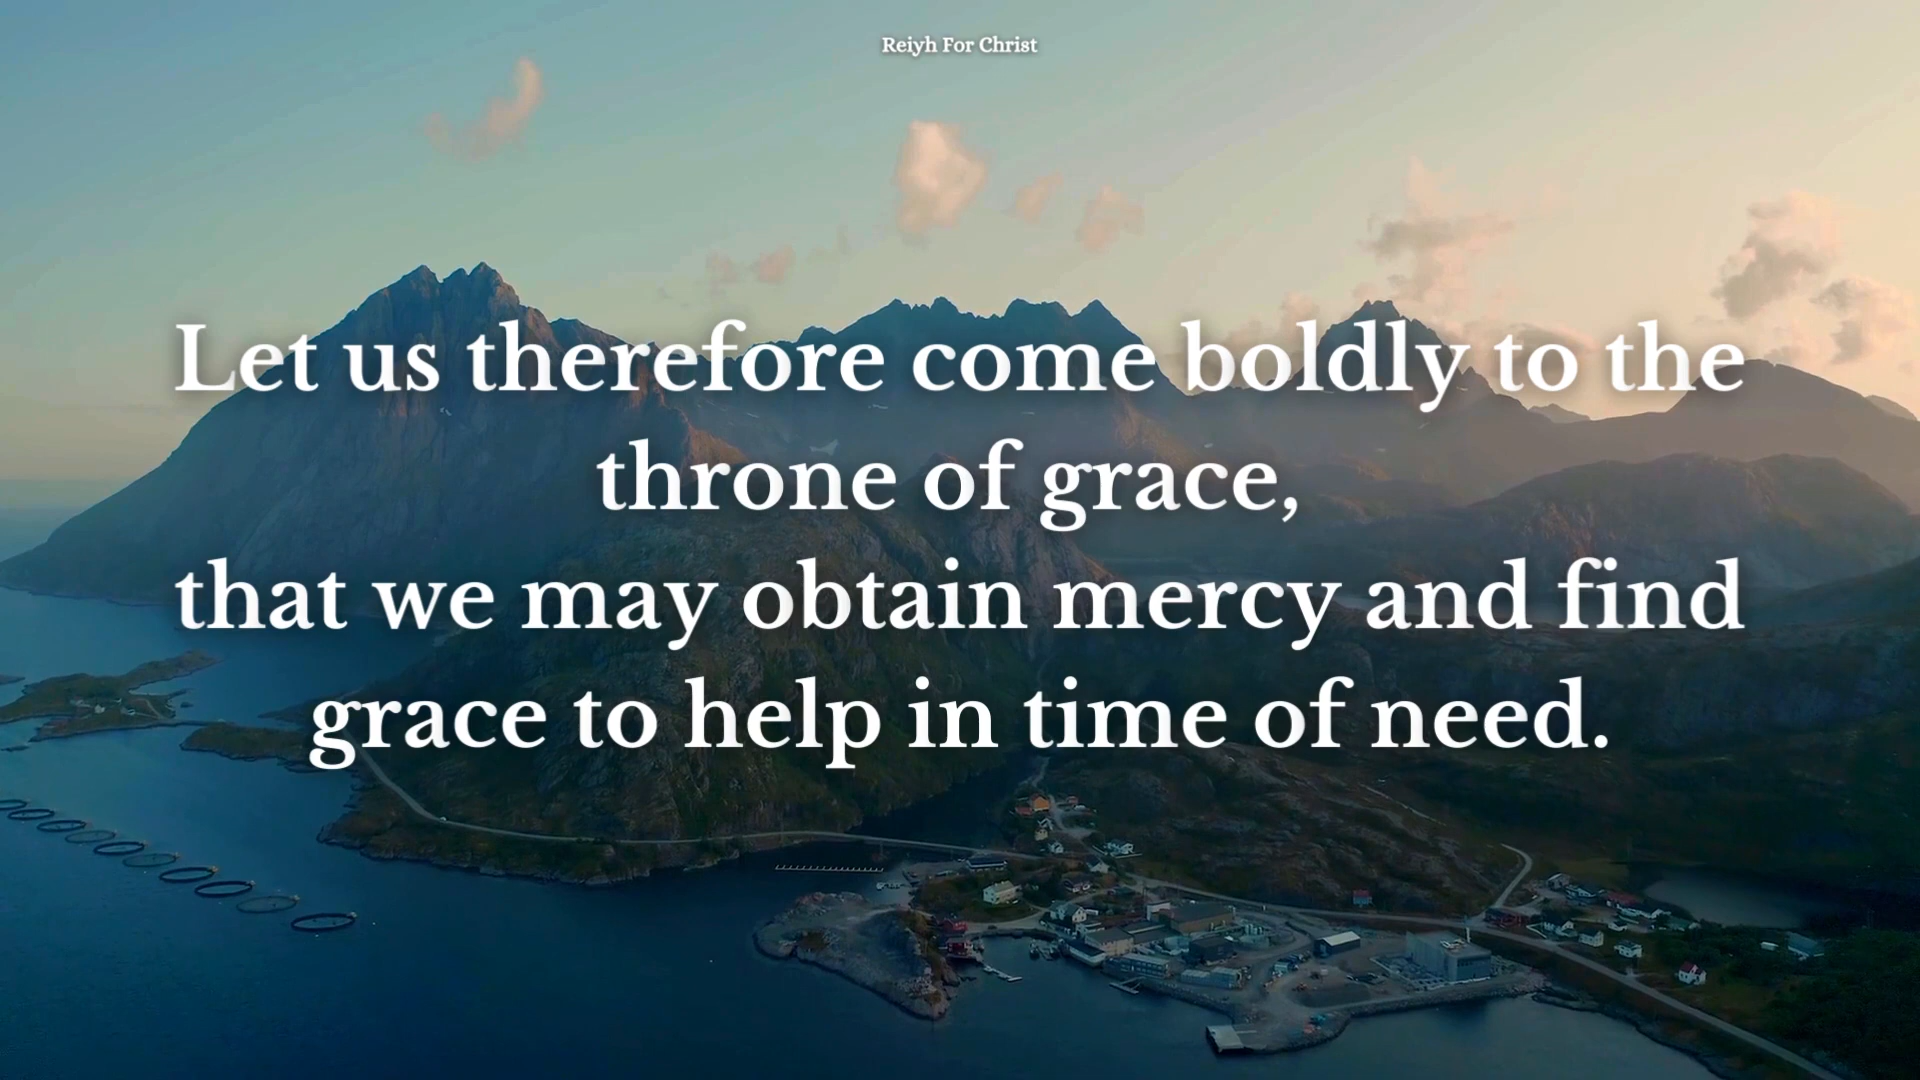 Reiyh For Christ
Let us therefore come boldly to the
throne of grace,
that we may obtain mercy and find
grace to help in time of need.